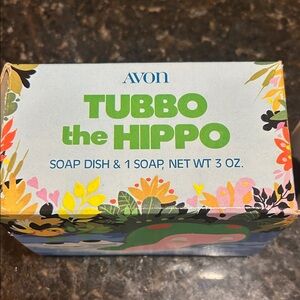 AVON
TUBBO
the HIPPO
SOAP DISH & 1 SOAP, NET WT 3 OZ.